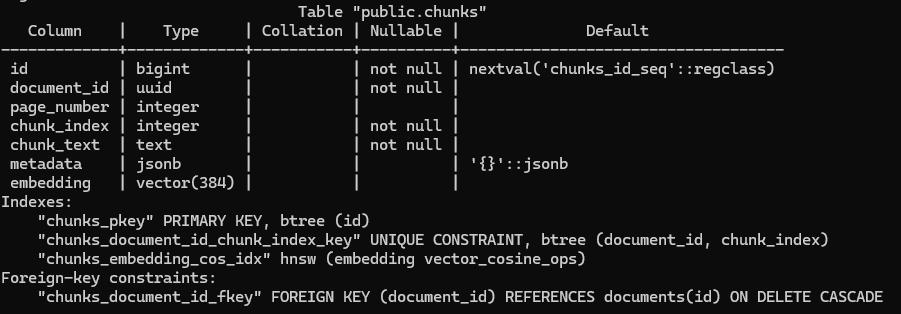 Table "public.chunks"
Column | Type | Collation | Nullable | Default
-------------+-------------+-----------+----------+------------------------------------
id | bigint | | not null | nextval('chunks_id_seq'::regclass)
document_id | uuid | | not null |
page_number | integer | | |
chunk_index | integer | | not null |
chunk_text | text | | not null |
metadata | jsonb | | | '{}'::jsonb
embedding | vector(384) | | |
Indexes:
"chunks_pkey" PRIMARY KEY, btree (id)
"chunks_document_id_chunk_index_key" UNIQUE CONSTRAINT, btree (document_id, chunk_index)
"chunks_embedding_cos_idx" hnsw (embedding vector_cosine_ops)
Foreign-key constraints:
"chunks_document_id_fkey" FOREIGN KEY (document_id) REFERENCES documents(id) ON DELETE CASCADE